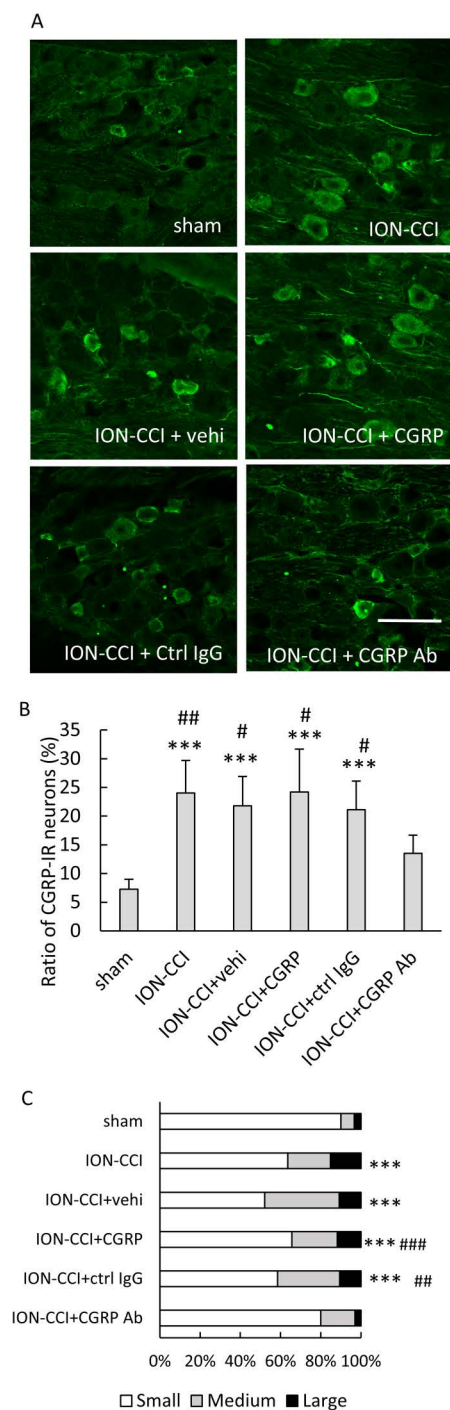 A
sham
ION-CCI
ION-CCI + vehi
ION-CCI + CGRP
ION-CCI + Ctrl IgG
ION-CCI + CGRP Ab
B
Ratio of CGRP-IR neurons (%)
35
30
25
20
15
10
5
0
##
***
#
***
#
***
#
***
sham
ION-CCI
ION-CCI+vehi
ION-CCI+CGRP
ION-CCI+ctrl IgG
ION-CCI+CGRP Ab
C
sham
ION-CCI ***
ION-CCI+vehi ***
ION-CCI+CGRP *** ###
ION-CCI+ctrl IgG *** ##
ION-CCI+CGRP Ab
0% 20% 40% 60% 80% 100%
Small Medium Large